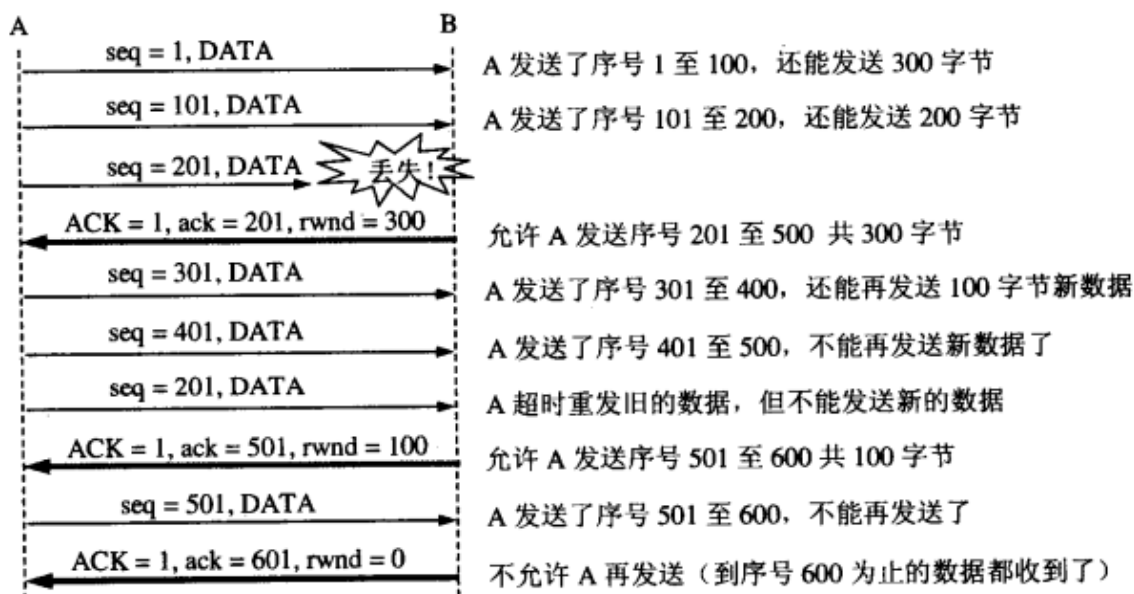 A B
seq = 1, DATA A 发送了序号 1 至 100，还能发送 300 字节
seq = 101, DATA A 发送了序号 101 至 200，还能发送 200 字节
seq = 201, DATA 丢失！
ACK = 1, ack = 201, rwnd = 300 允许 A 发送序号 201 至 500 共 300 字节
seq = 301, DATA A 发送了序号 301 至 400，还能再发送 100 字节新数据
seq = 401, DATA A 发送了序号 401 至 500，不能再发送新数据了
seq = 201, DATA A 超时重发旧的数据，但不能发送新的数据
ACK = 1, ack = 501, rwnd = 100 允许 A 发送序号 501 至 600 共 100 字节
seq = 501, DATA A 发送了序号 501 至 600，不能再发送了
ACK = 1, ack = 601, rwnd = 0 不允许 A 再发送（到序号 600 为止的数据都收到了）